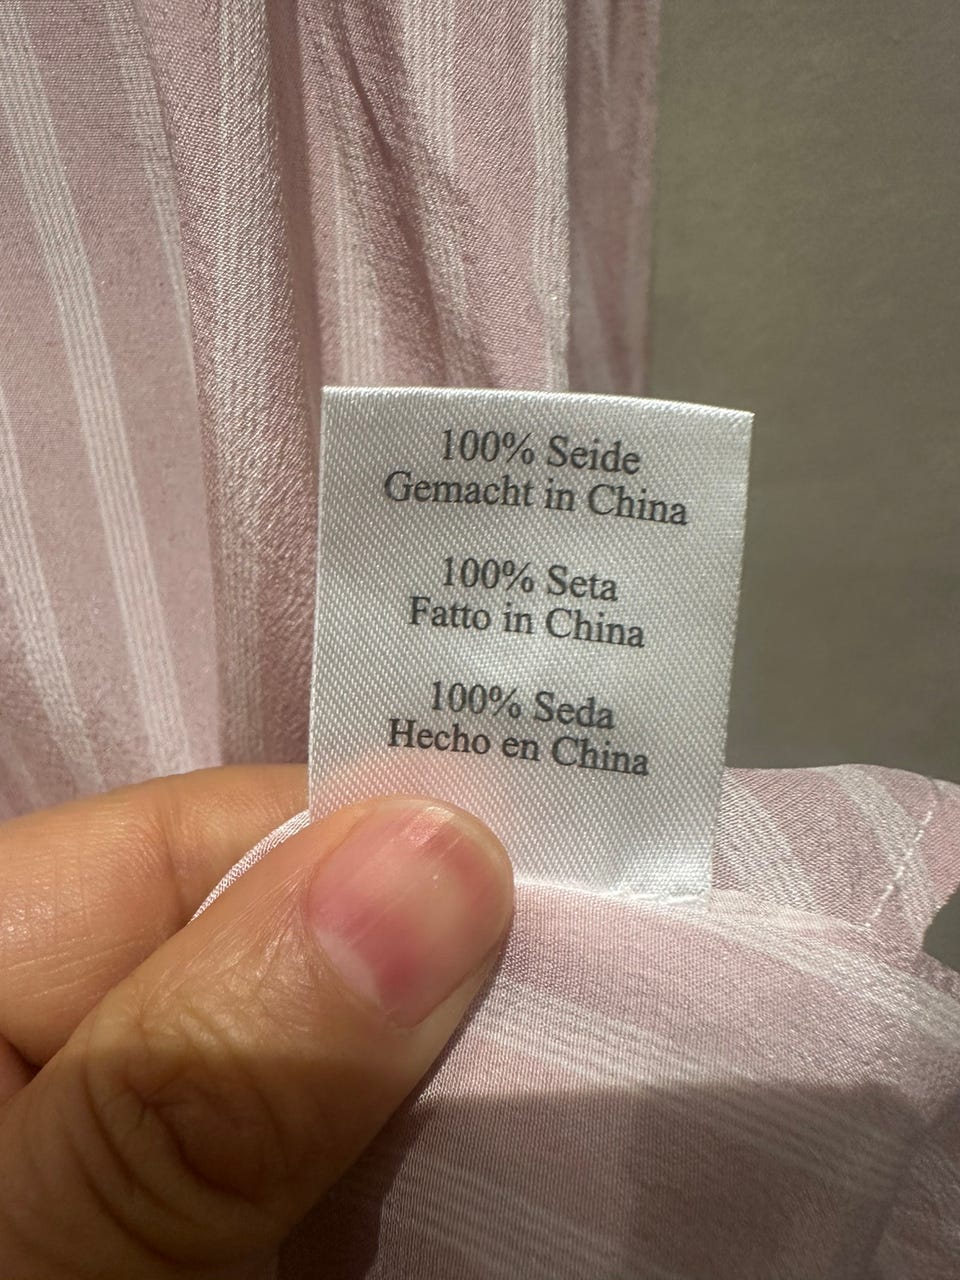 100% Seide
Gemacht in China
100% Seta
Fatto in China
100% Seda
Hecho en China